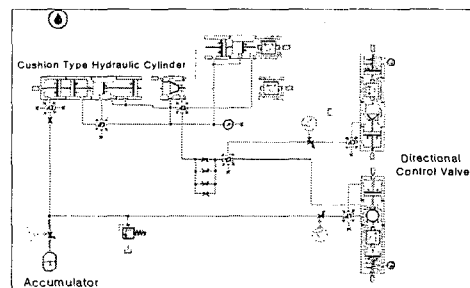 Cushion Type Hydraulic Cylinder
Directional
Control Valve
Accumulator